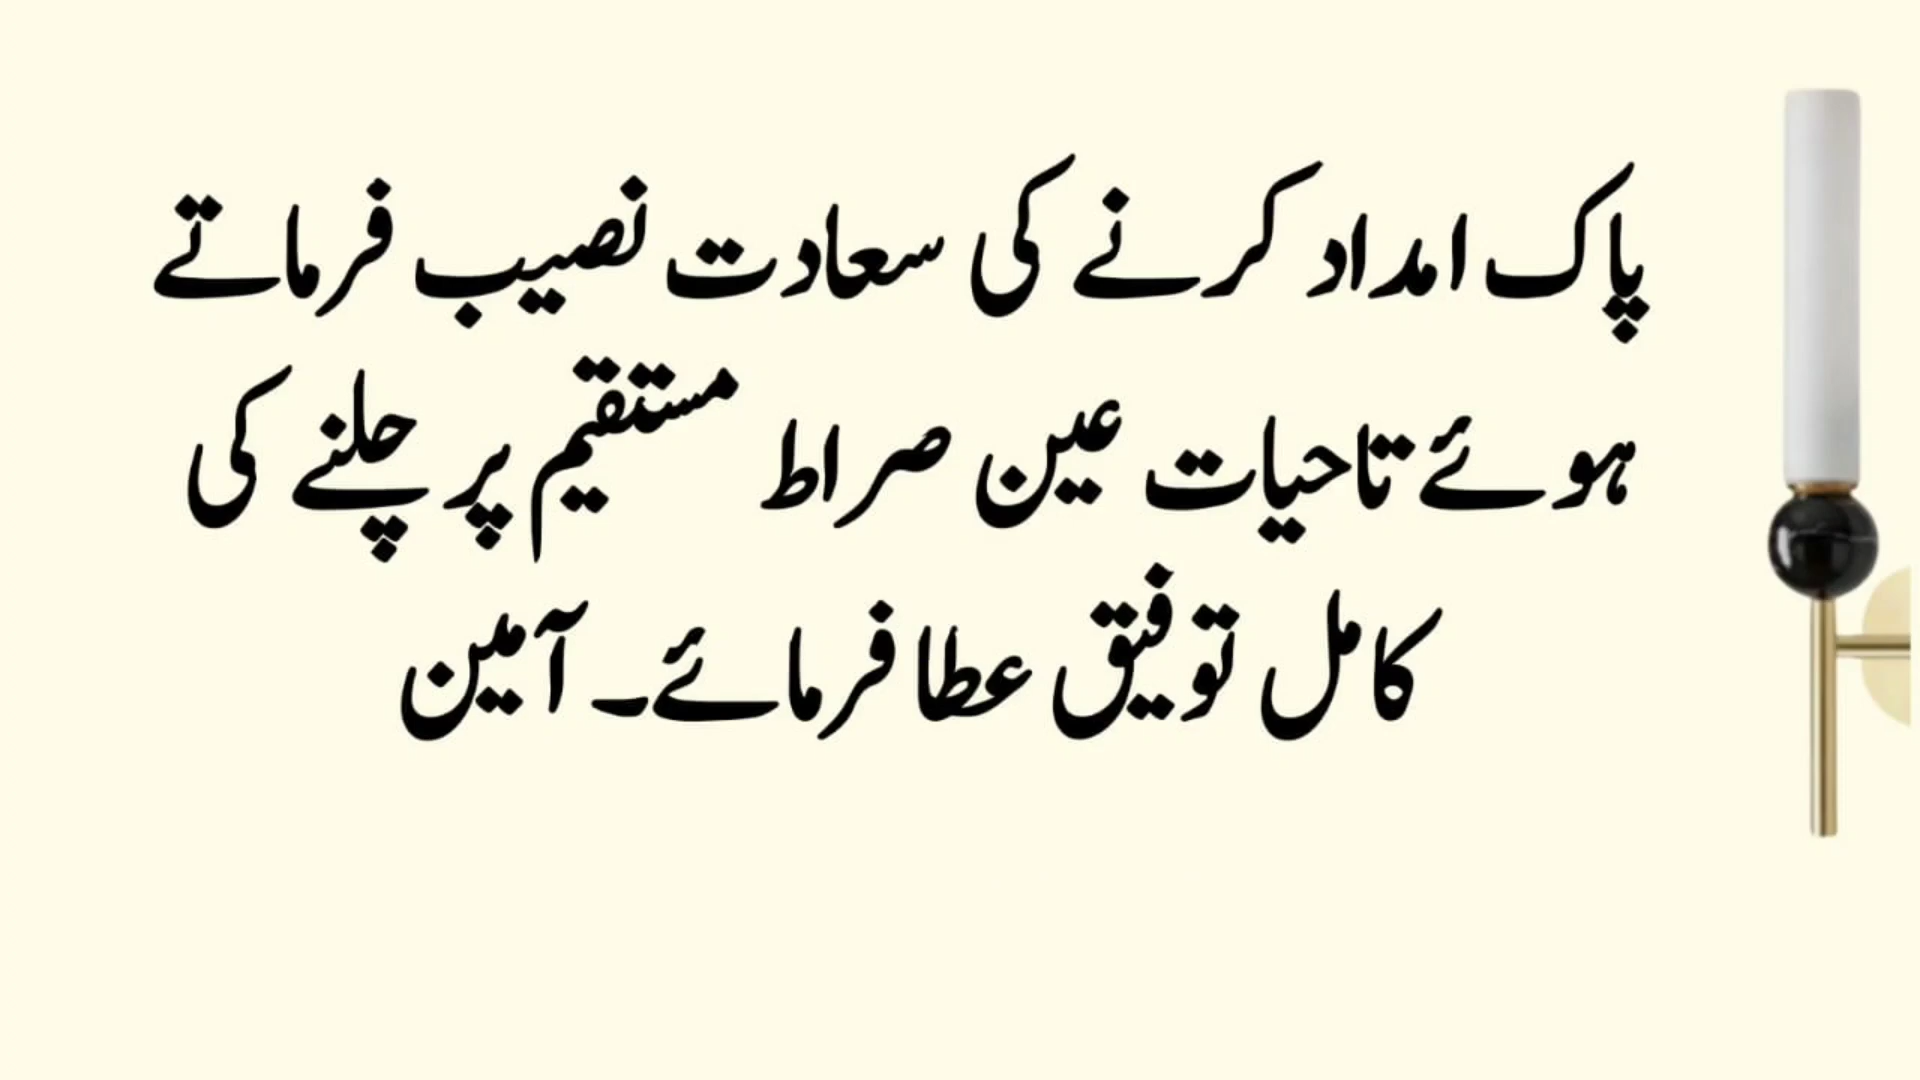 پاک امداد کرنے کی سعادت نصیب فرماتے
ہوئے تاحیات عین صراط مستقیم پر چلنے کی
کامل توفیق عطا فرمائے۔ آمین